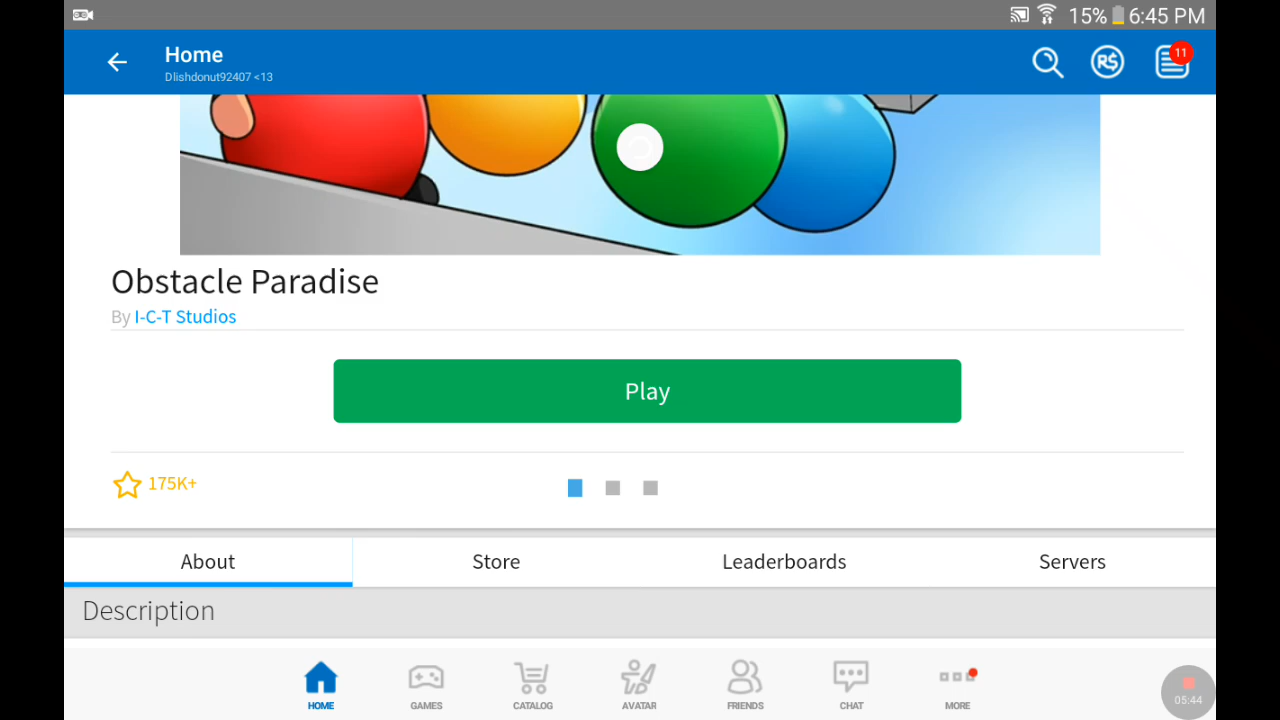 15% 6:45 PM
Home
Dlishdonut92407 <13
R$
11
Obstacle Paradise
By I-C-T Studios
Play
175K+
About Store Leaderboards Servers
Description
HOME GAMES CATALOG AVATAR FRIENDS CHAT MORE
05:44